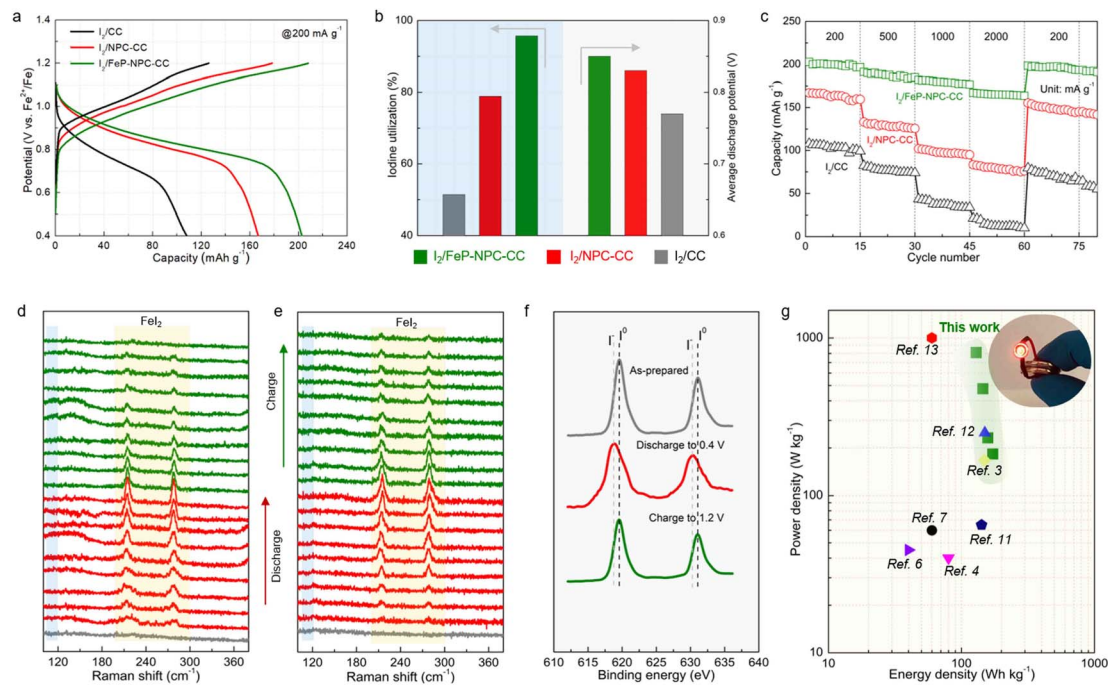 a
I₂/CC
I₂/NPC-CC
I₂/FeP-NPC-CC
@200 mA g⁻¹
Potential (V vs. Fe²⁺/Fe)
1.4
1.2
1.0
0.8
0.6
0.4
0 40 80 120 160 200 240
Capacity (mAh g⁻¹)
b
Iodine utilization (%)
100
80
60
40
0.9
0.8
0.7
0.6
Average discharge potential (V)
I₂/FeP-NPC-CC I₂/NPC-CC I₂/CC
c
Capacity (mAh g⁻¹)
250
200
150
100
50
0
200 500 1000 2000 200
Unit: mA g⁻¹
I₂/FeP-NPC-CC
I₂/NPC-CC
I₂/CC
0 15 30 45 60 75
Cycle number
d
FeI₂
120 180 240 300 360
Raman shift (cm⁻¹)
e
FeI₂
Charge
Discharge
120 180 240 300 360
Raman shift (cm⁻¹)
f
I⁻ I⁰ I⁻ I⁰
As-prepared
Discharge to 0.4 V
Charge to 1.2 V
610 615 620 625 630 635 640
Binding energy (eV)
g
Power density (W kg⁻¹)
1000
100
10
This work
Ref. 13
Ref. 12
Ref. 3
Ref. 7
Ref. 11
Ref. 6
Ref. 4
10 100 1000
Energy density (Wh kg⁻¹)